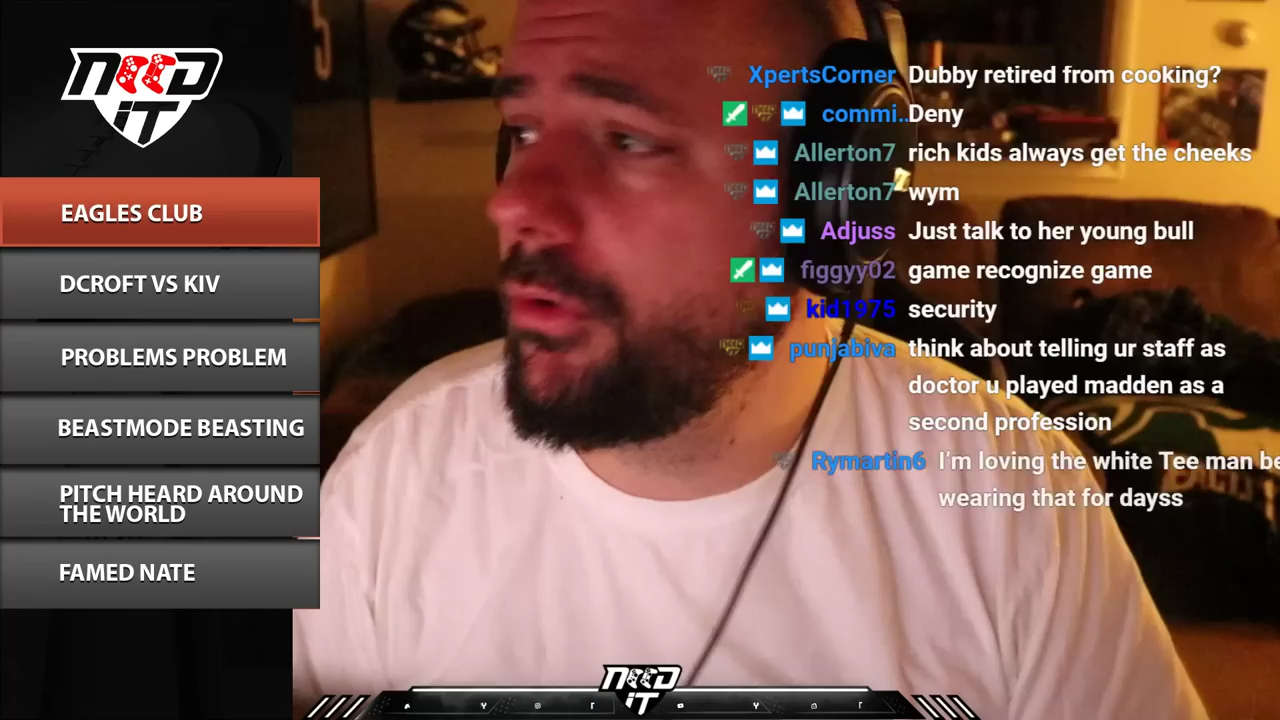 NEED
iT
EAGLES CLUB
DCROFT VS KIV
PROBLEMS PROBLEM
BEASTMODE BEASTING
PITCH HEARD AROUND
THE WORLD
FAMED NATE
XpertsCorner Dubby retired from cooking?
commi.. Deny
Allerton7 rich kids always get the cheeks
Allerton7 wym
Adjuss Just talk to her young bull
figgyy02 game recognize game
kid1975 security
punjabiva think about telling ur staff as
doctor u played madden as a
second profession
Rymartin6 I’m loving the white Tee man be
wearing that for dayss
NEED
iT